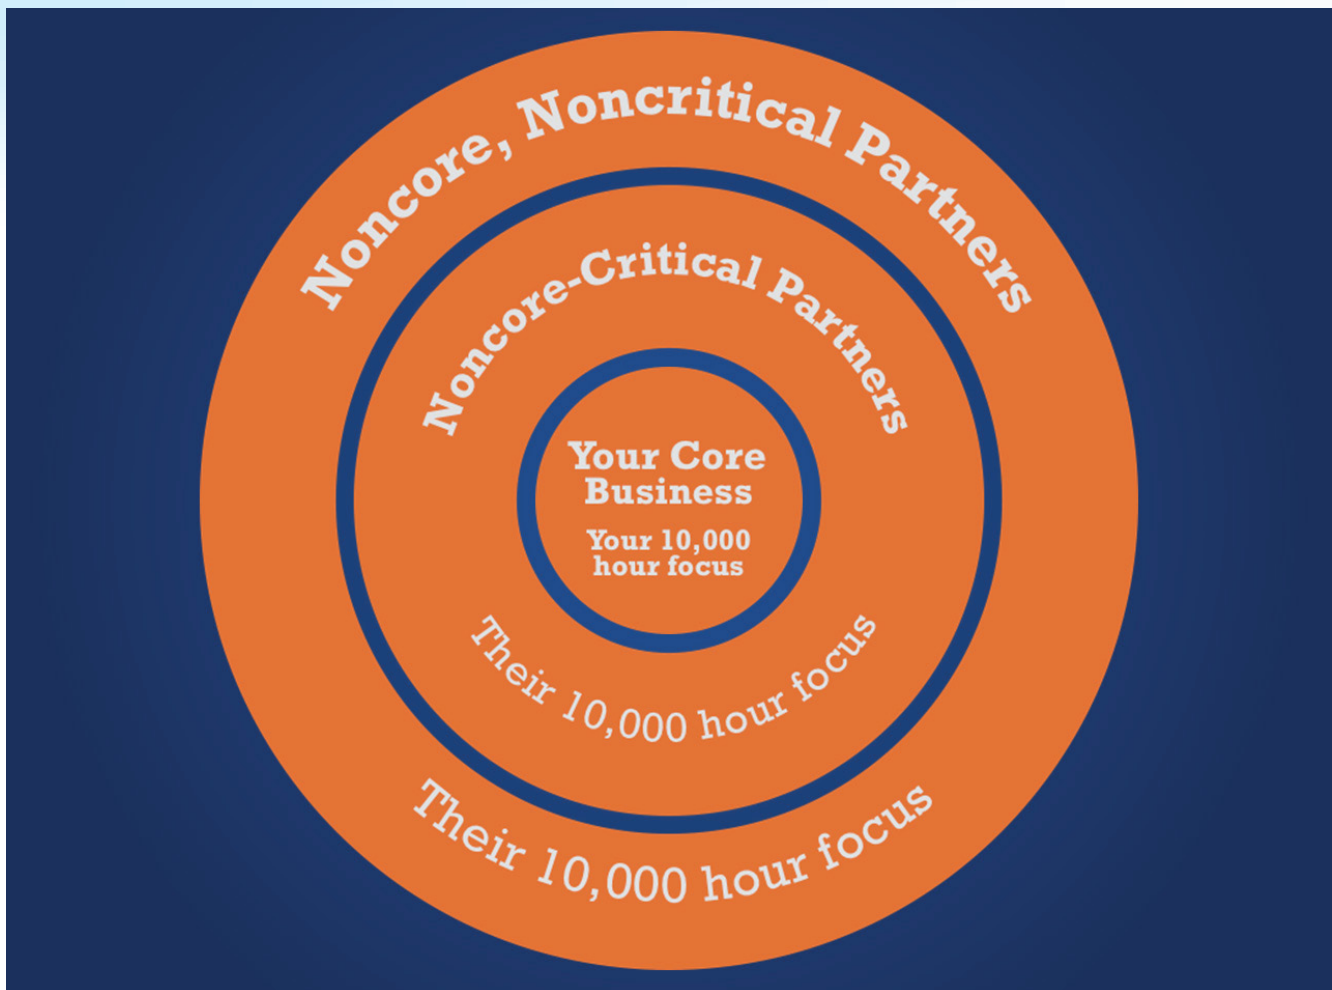 Noncore, Noncritical Partners
Noncore-Critical Partners
Your Core
Business
Your 10,000
hour focus
Their 10,000 hour focus
Their 10,000 hour focus